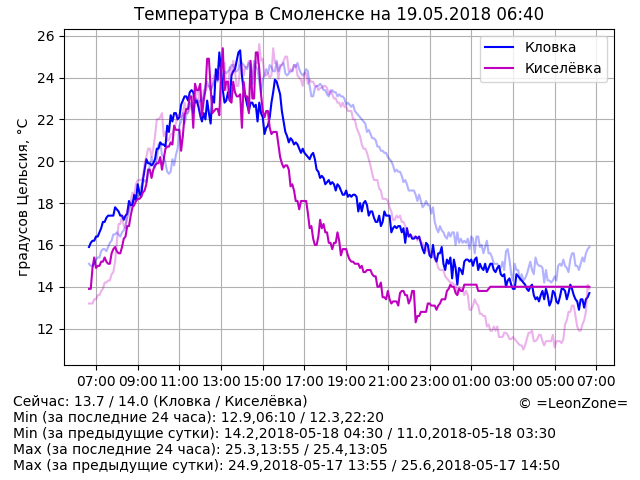 Температура в Смоленске на 19.05.2018 06:40
26
24
22
20
18
16
14
12
градусов Цельсия, °C
Кловка
Киселёвка
07:00 09:00 11:00 13:00 15:00 17:00 19:00 21:00 23:00 01:00 03:00 05:00 07:00
Сейчас: 13.7 / 14.0 (Кловка / Киселёвка)
© =LeonZone=
Min (за последние 24 часа): 12.9,06:10 / 12.3,22:20
Min (за предыдущие сутки): 14.2,2018-05-18 04:30 / 11.0,2018-05-18 03:30
Max (за последние 24 часа): 25.3,13:55 / 25.4,13:05
Max (за предыдущие сутки): 24.9,2018-05-17 13:55 / 25.6,2018-05-17 14:50